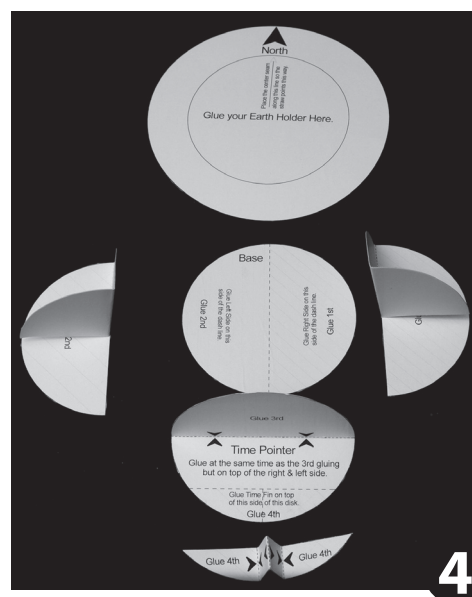 North
Place the center seam
along this line so the
straw points this way.
Glue your Earth Holder Here.
Base
Glue Left Side on this
side of the dash line.
Glue 2nd
Glue Right Side on this
side of the dash line.
Glue 1st
2nd
Gl
Glue 3rd
Time Pointer
Glue at the same time as the 3rd gluing
but on top of the right & left side.
Glue Time Fin on top
of this side of this disk.
Glue 4th
Glue 4th
Glue 4th
4